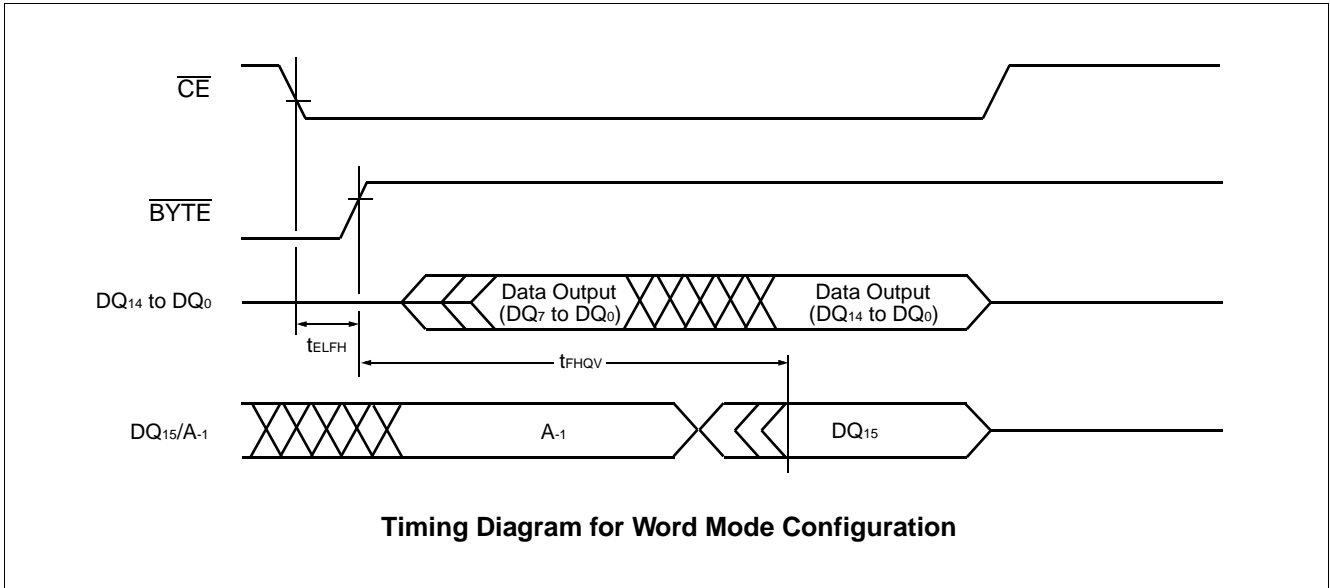 CE
BYTE
DQ14 to DQ0
Data Output
(DQ7 to DQ0)
Data Output
(DQ14 to DQ0)
tELFH
tFHQV
DQ15/A-1
A-1
DQ15
Timing Diagram for Word Mode Configuration